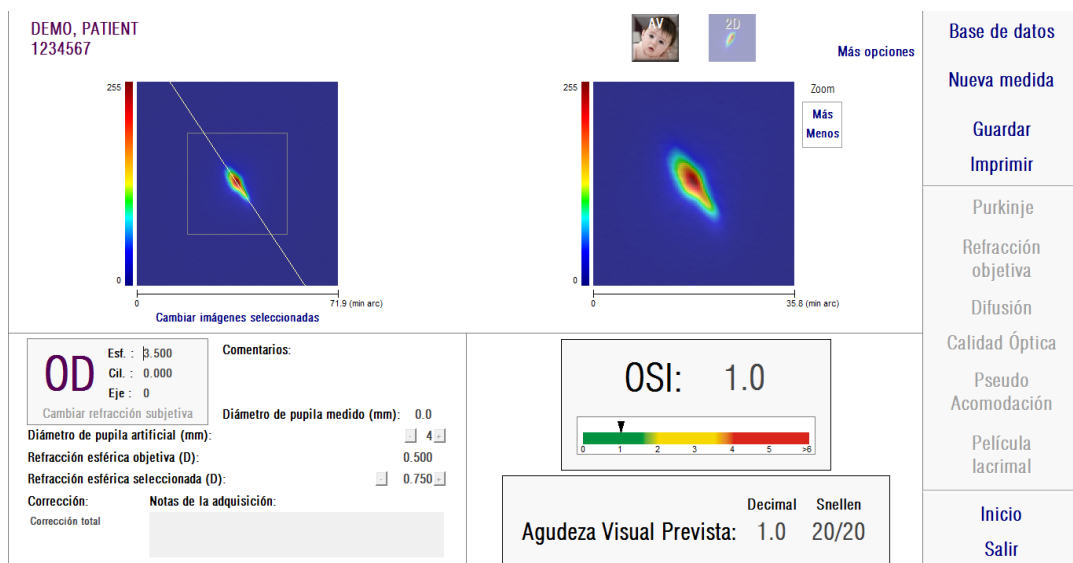 DEMO, PATIENT
1234567
AV
2D
Más opciones
255
0
0
71.9 (min arc)
Cambiar imágenes seleccionadas
255
0
0
35.8 (min arc)
Zoom
Más
Menos
OD
Esf. : 3.500
Cil. : 0.000
Eje : 0
Cambiar refracción subjetiva
Comentarios:
Diámetro de pupila medido (mm): 0.0
Diámetro de pupila artificial (mm): - 4 +
Refracción esférica objetiva (D): 0.500
Refracción esférica seleccionada (D): - 0.750 +
Corrección: Notas de la adquisición:
Corrección total
OSI: 1.0
0 1 2 3 4 5 >6
Decimal Snellen
Agudeza Visual Prevista: 1.0 20/20
Base de datos
Nueva medida
Guardar
Imprimir
Purkinje
Refracción
objetiva
Difusión
Calidad Óptica
Pseudo
Acomodación
Película
lacrimal
Inicio
Salir